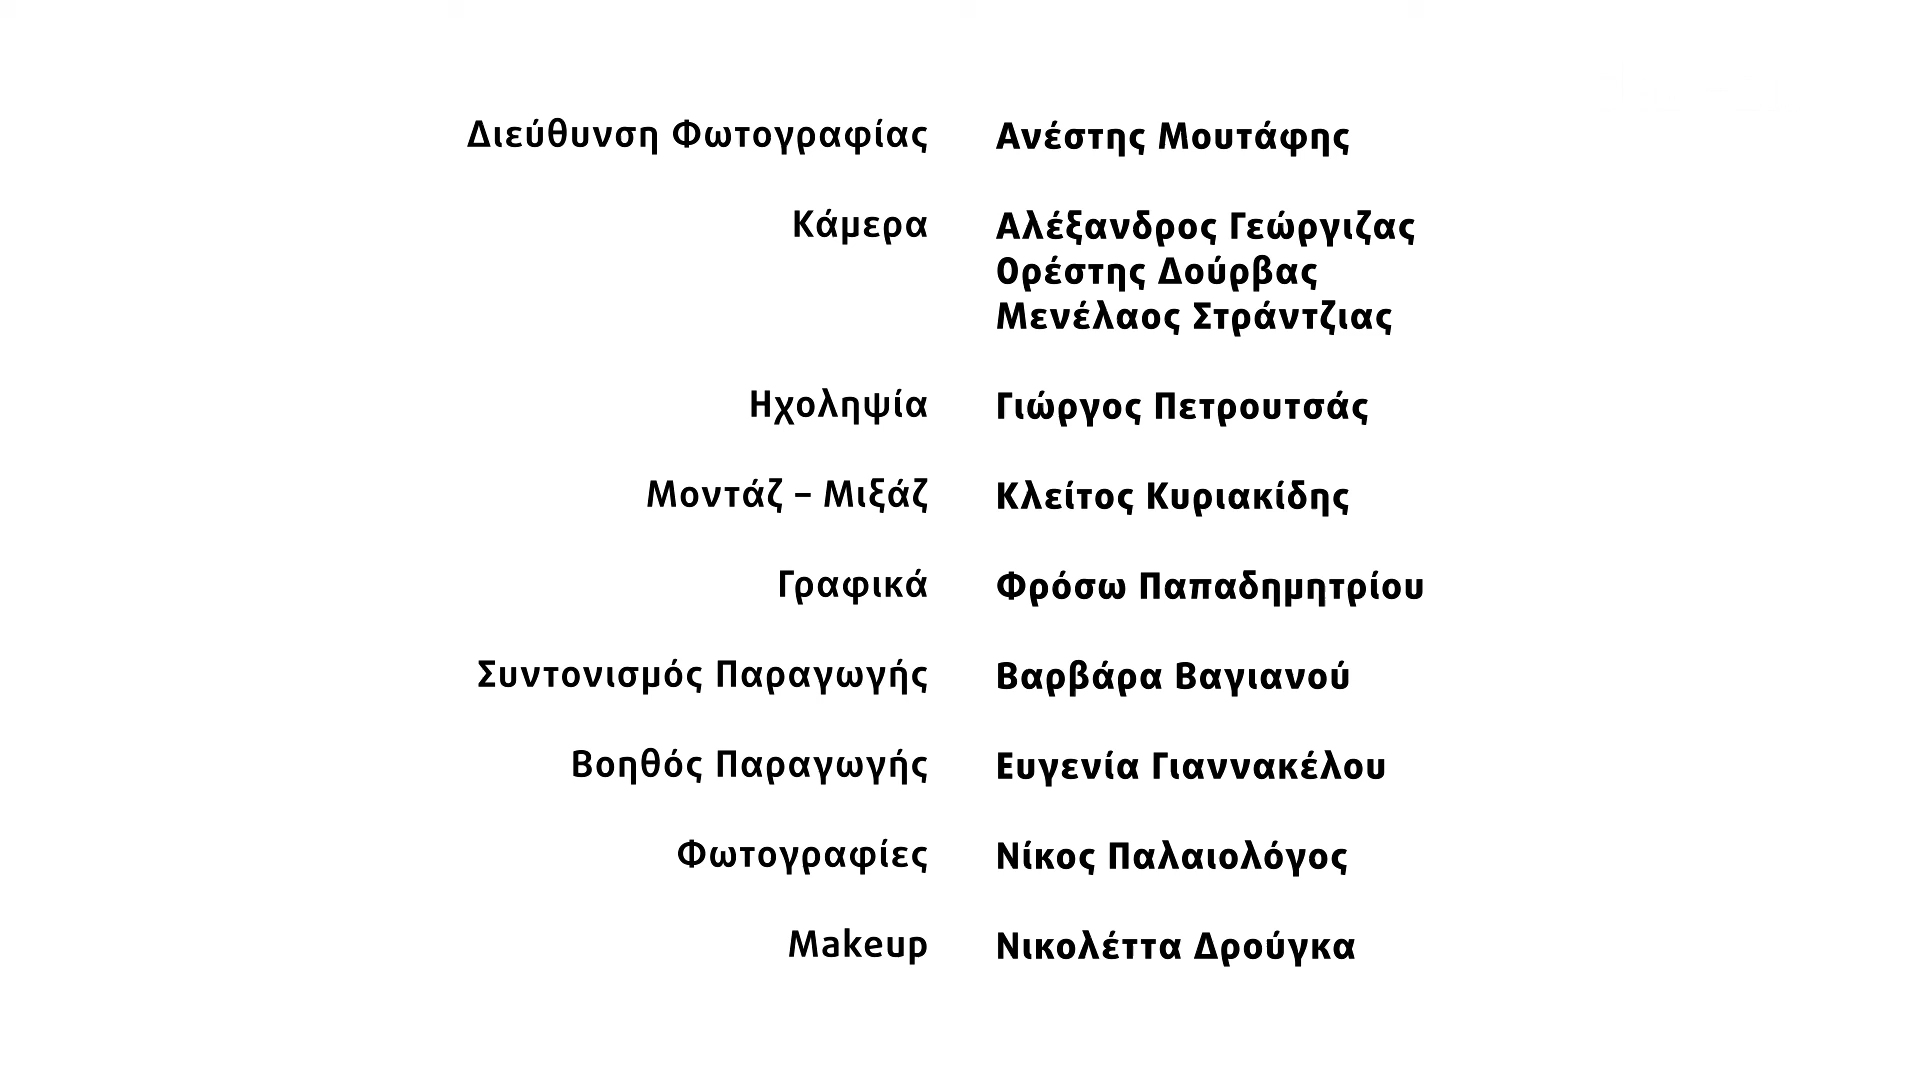 Διεύθυνση Φωτογραφίας Ανέστης Μουτάφης
Κάμερα Αλέξανδρος Γεώργιζας
Ορέστης Δούρβας
Μενέλαος Στράντζιας
Ηχοληψία Γιώργος Πετρουτσάς
Μοντάζ – Μιξάζ Κλείτος Κυριακίδης
Γραφικά Φρόσω Παπαδημητρίου
Συντονισμός Παραγωγής Βαρβάρα Βαγιανού
Βοηθός Παραγωγής Ευγενία Γιαννακέλου
Φωτογραφίες Νίκος Παλαιολόγος
Makeup Νικολέττα Δρούγκα